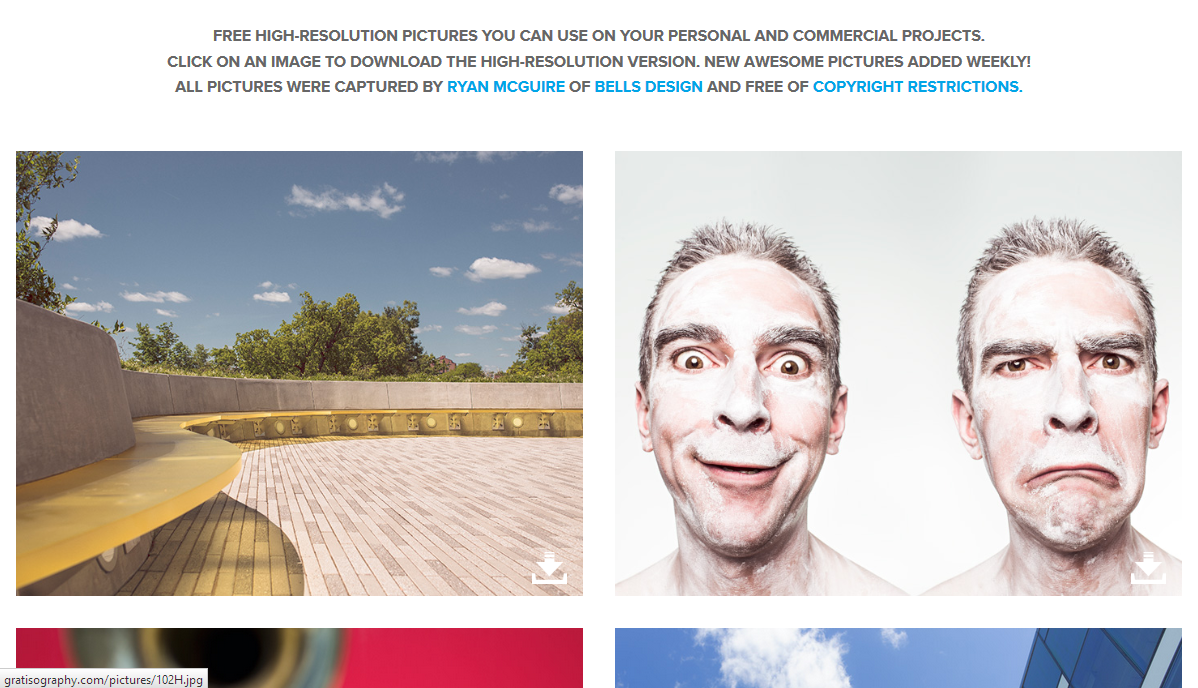 FREE HIGH-RESOLUTION PICTURES YOU CAN USE ON YOUR PERSONAL AND COMMERCIAL PROJECTS.
CLICK ON AN IMAGE TO DOWNLOAD THE HIGH-RESOLUTION VERSION. NEW AWESOME PICTURES ADDED WEEKLY!
ALL PICTURES WERE CAPTURED BY RYAN MCGUIRE OF BELLS DESIGN AND FREE OF COPYRIGHT RESTRICTIONS.
gratisography.com/pictures/102H.jpg